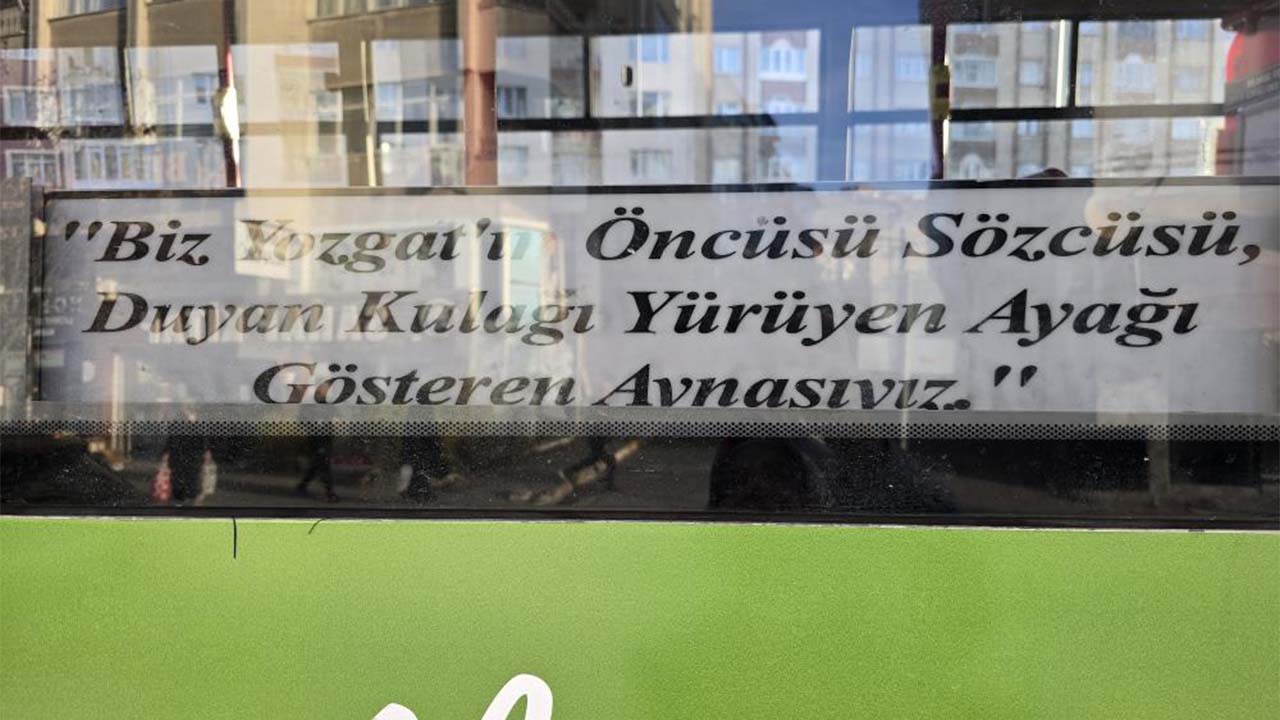 "Biz Yozgat'ın Öncüsü Sözcüsü,
Duyan Kulağı Yürüyen Ayağı
Gösteren Aynasıyız.."